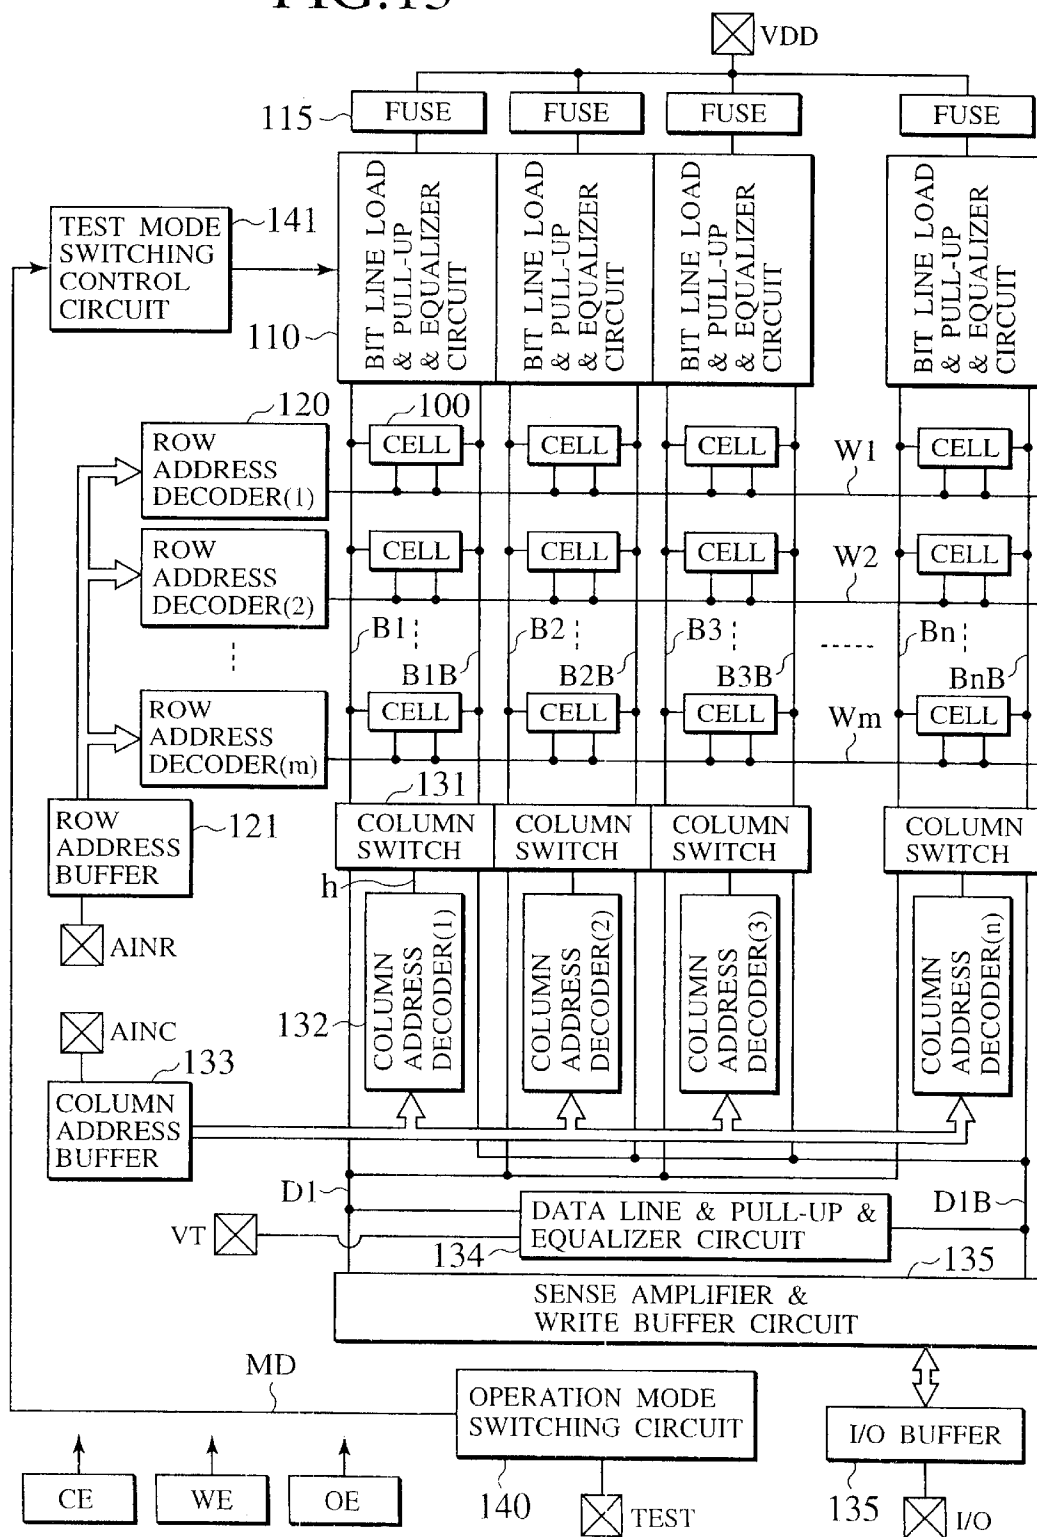 FIG.15
VDD
115
FUSE
FUSE
FUSE
FUSE
TEST MODE
SWITCHING
CONTROL
CIRCUIT
141
110
BIT LINE LOAD
& PULL-UP
& EQUALIZER
CIRCUIT
BIT LINE LOAD
& PULL-UP
& EQUALIZER
CIRCUIT
BIT LINE LOAD
& PULL-UP
& EQUALIZER
CIRCUIT
BIT LINE LOAD
& PULL-UP
& EQUALIZER
CIRCUIT
120
100
ROW
ADDRESS
DECODER(1)
CELL
CELL
CELL
W1
CELL
ROW
ADDRESS
DECODER(2)
CELL
CELL
CELL
W2
CELL
B1
B1B
B2
B2B
B3
B3B
Bn
BnB
ROW
ADDRESS
DECODER(m)
CELL
CELL
CELL
Wm
CELL
131
ROW
ADDRESS
BUFFER
121
COLUMN
SWITCH
COLUMN
SWITCH
COLUMN
SWITCH
COLUMN
SWITCH
h
AINR
COLUMN
ADDRESS
DECODER(1)
COLUMN
ADDRESS
DECODER(2)
COLUMN
ADDRESS
DECODER(3)
COLUMN
ADDRESS
DECODER(n)
132
AINC
133
COLUMN
ADDRESS
BUFFER
D1
D1B
VT
DATA LINE & PULL-UP &
EQUALIZER CIRCUIT
134
135
SENSE AMPLIFIER &
WRITE BUFFER CIRCUIT
MD
OPERATION MODE
SWITCHING CIRCUIT
I/O BUFFER
CE
WE
OE
140
TEST
135
I/O